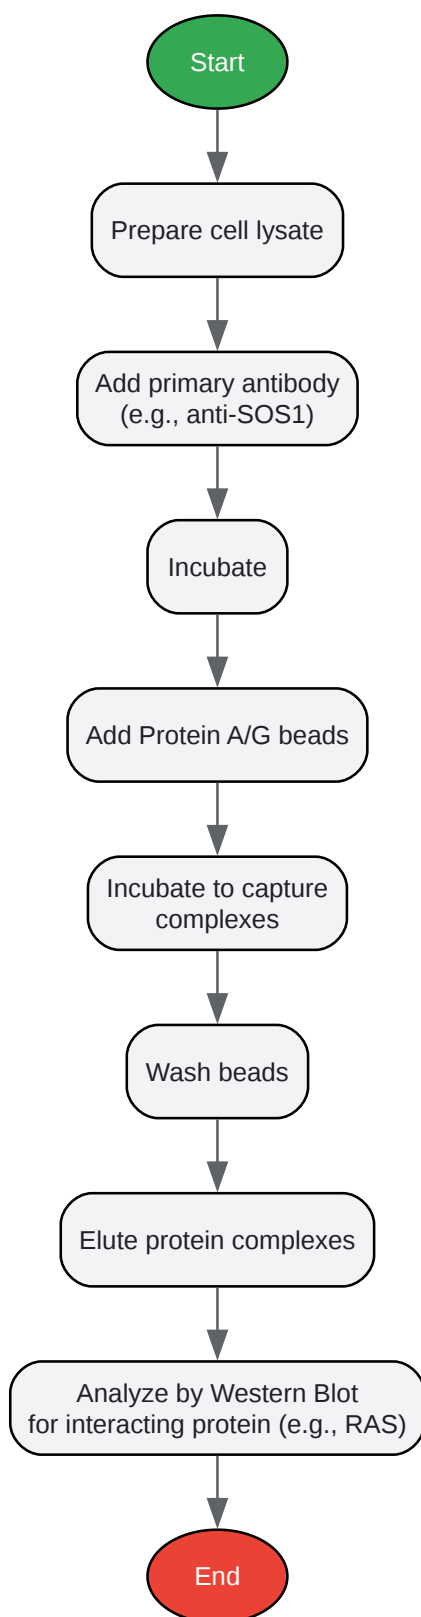 Start
Prepare cell lysate
Add primary antibody
(e.g., anti-SOS1)
Incubate
Add Protein A/G beads
Incubate to capture
complexes
Wash beads
Elute protein complexes
Analyze by Western Blot
for interacting protein (e.g., RAS)
End